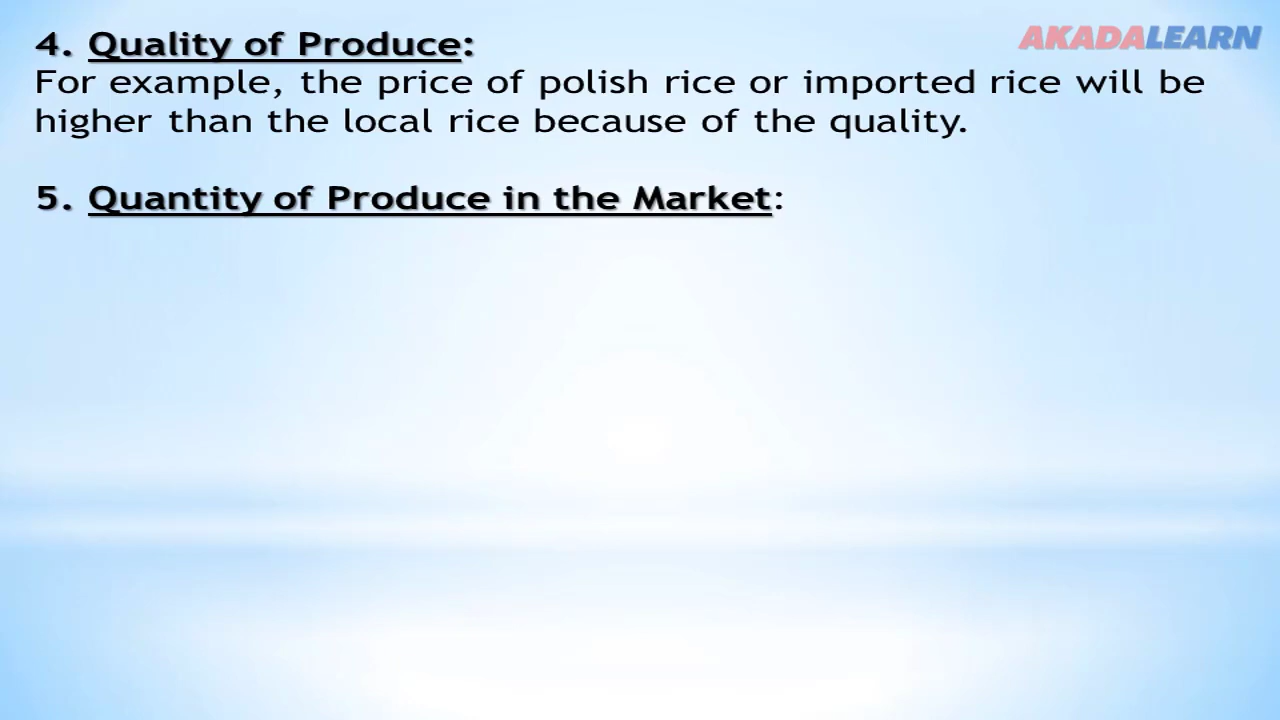 4. Quality of Produce:
AKADALEARN
For example, the price of polish rice or imported rice will be
higher than the local rice because of the quality.
5. Quantity of Produce in the Market: